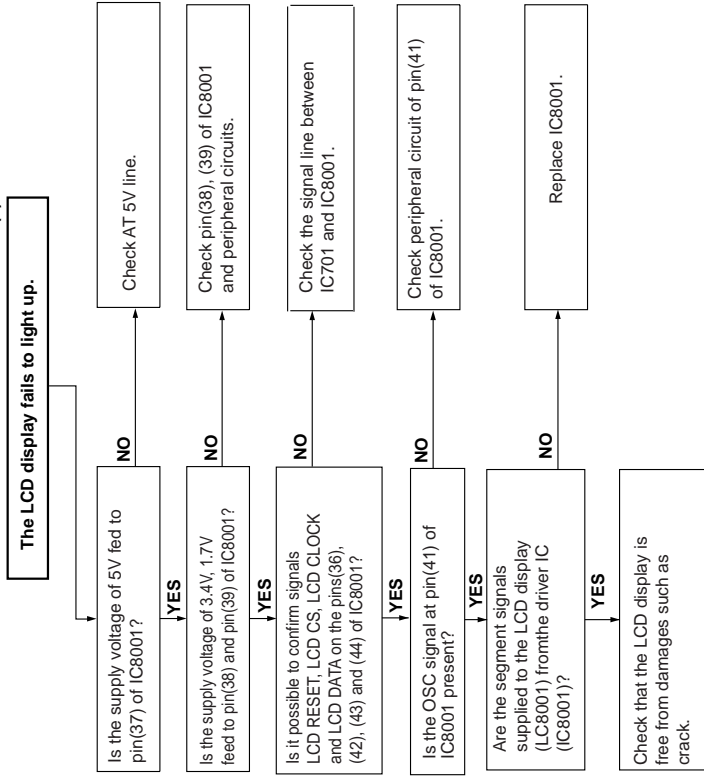 The LCD display fails to light up.
Is the supply voltage of 5V fed to
pin(37) of IC8001?
NO
Check AT 5V line.
YES
Is the supply voltage of 3.4V, 1.7V
feed to pin(38) and pin(39) of IC8001?
NO
Check pin(38), (39) of IC8001
and peripheral circuits.
YES
Is it possible to confirm signals
LCD RESET, LCD CS, LCD CLOCK
and LCD DATA on the pins(36),
(42), (43) and (44) of IC8001?
NO
Check the signal line between
IC701 and IC8001.
YES
Is the OSC signal at pin(41) of
IC8001 present?
NO
Check peripheral circuit of pin(41)
of IC8001.
YES
Are the segment signals
supplied to the LCD display
(LC8001) fromthe driver IC
(IC8001)?
NO
Replace IC8001.
YES
Check that the LCD display is
free from damages such as
crack.